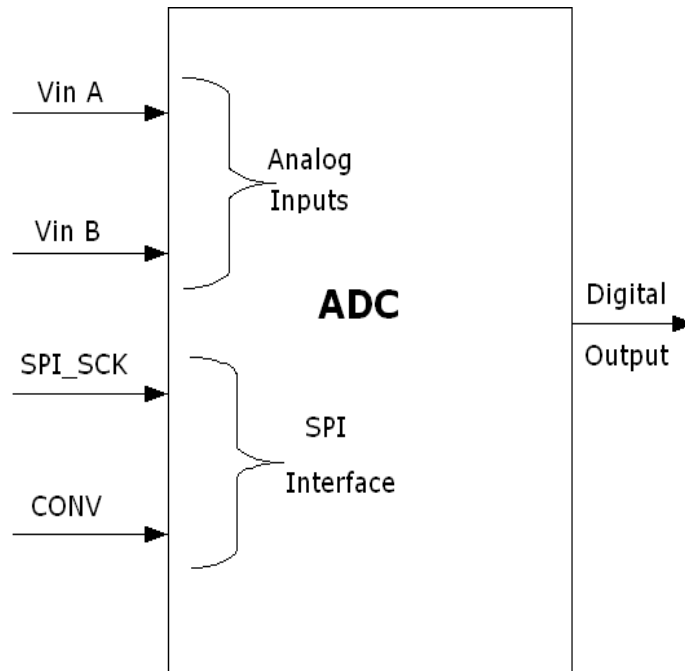 Vin A
Analog
Inputs
Vin B
ADC
Digital
Output
SPI_SCK
SPI
Interface
CONV